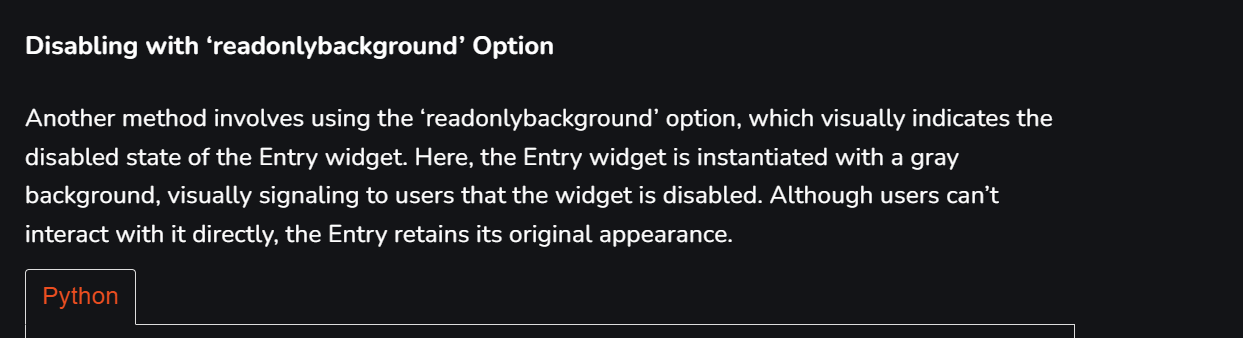 Disabling with ‘readonlybackground’ Option
Another method involves using the ‘readonlybackground’ option, which visually indicates the
disabled state of the Entry widget. Here, the Entry widget is instantiated with a gray
background, visually signaling to users that the widget is disabled. Although users can’t
interact with it directly, the Entry retains its original appearance.
Python